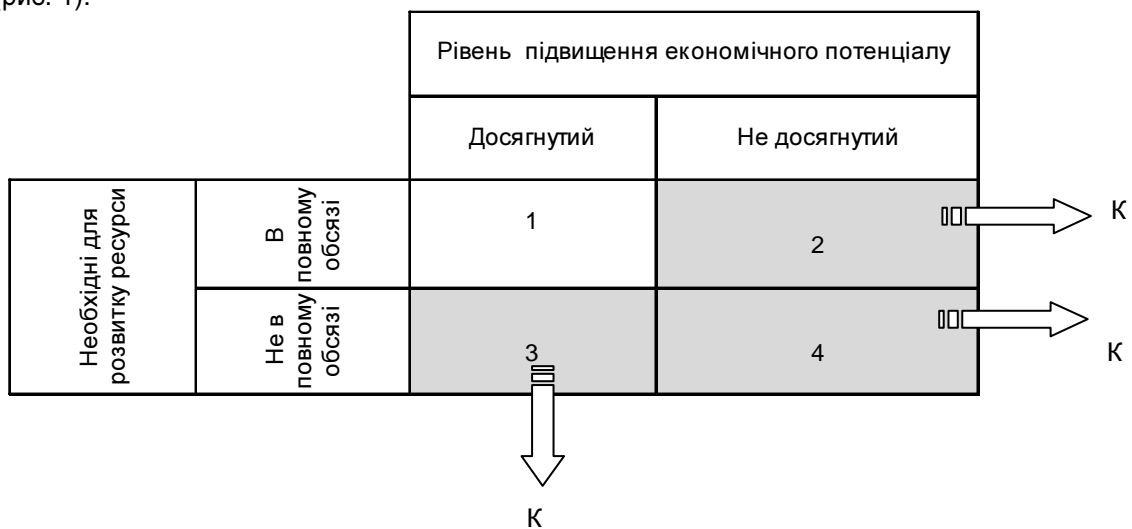 (рис. 1).
Рівень підвищення економічного потенціалу
Досягнутий
Не досягнутий
Необхідні для
розвитку ресурси
В
повному
обсязі
1
2
К
Не в
повному
обсязі
3
4
К
К